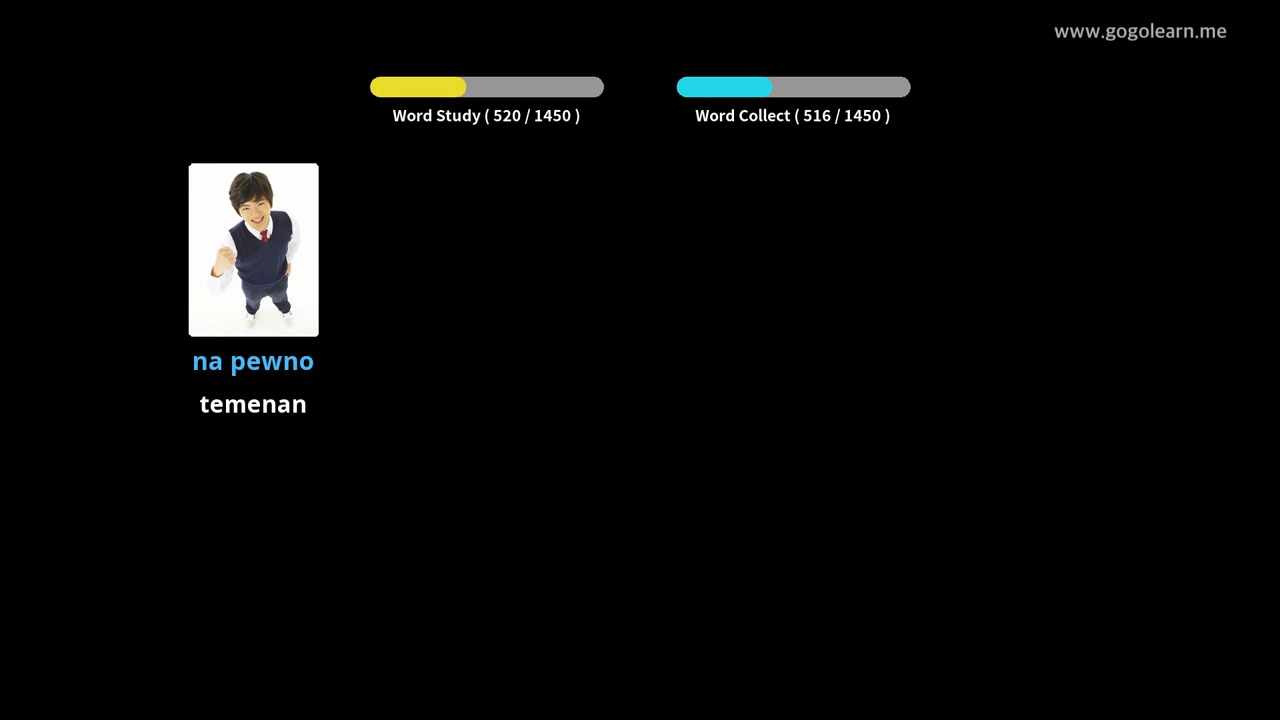 www.gogolearn.me
Word Study ( 520 / 1450 )
Word Collect ( 516 / 1450 )
na pewno
temenan